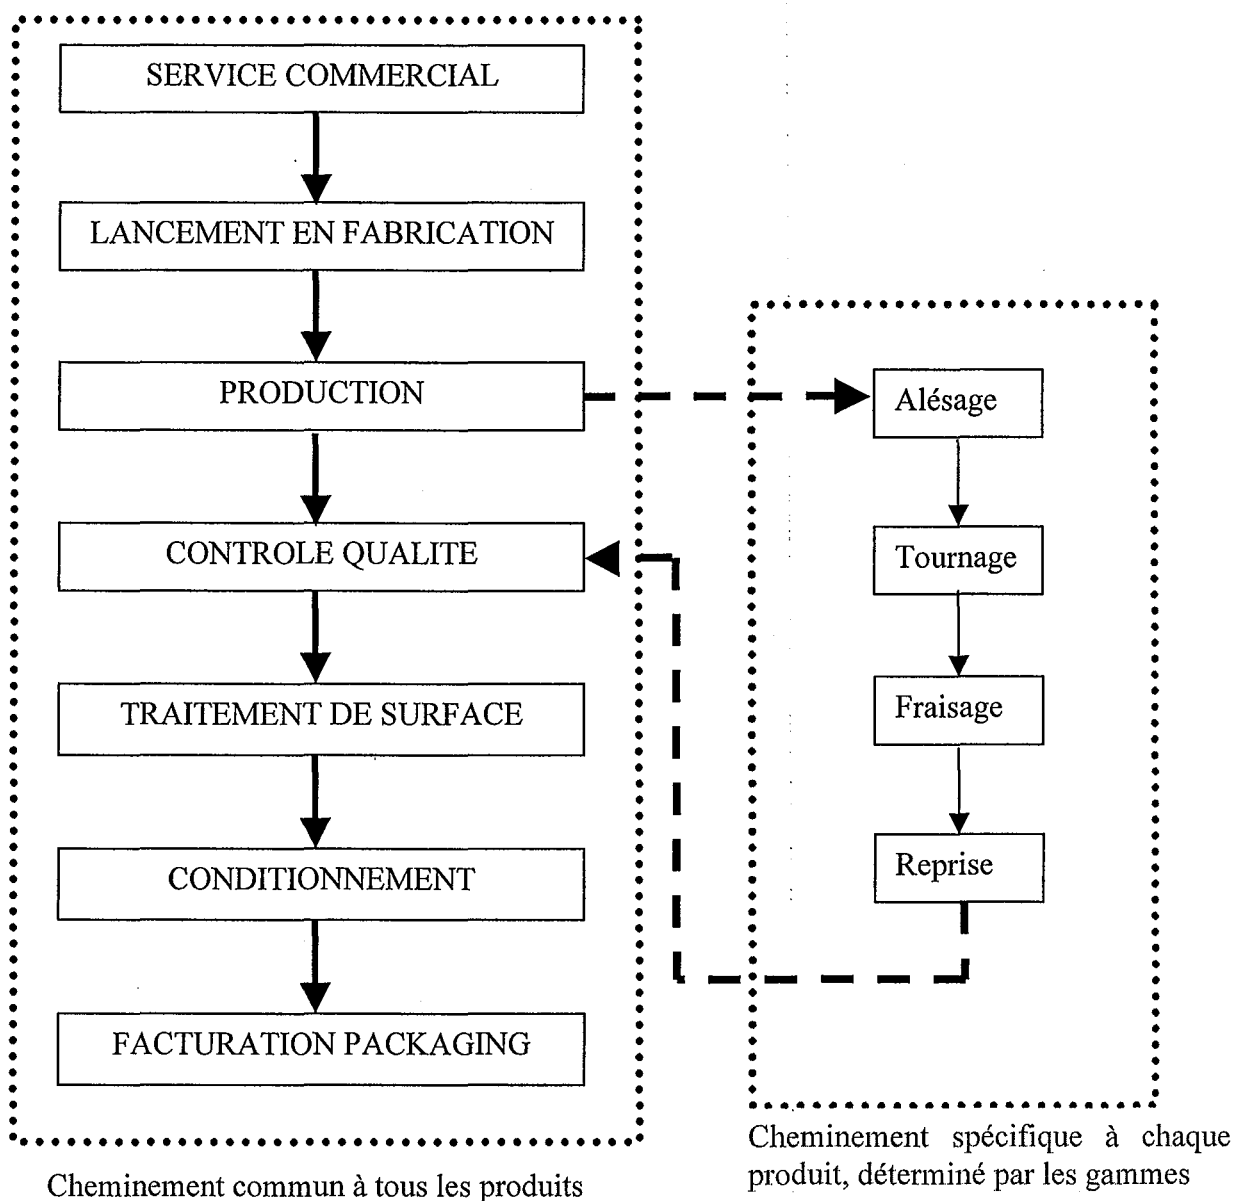 SERVICE COMMERCIAL
LANCEMENT EN FABRICATION
PRODUCTION
CONTROLE QUALITE
TRAITEMENT DE SURFACE
CONDITIONNEMENT
FACTURATION PACKAGING
Cheminement commun à tous les produits
Alésage
Tournage
Fraisage
Reprise
Cheminement spécifique à chaque
produit, déterminé par les gammes